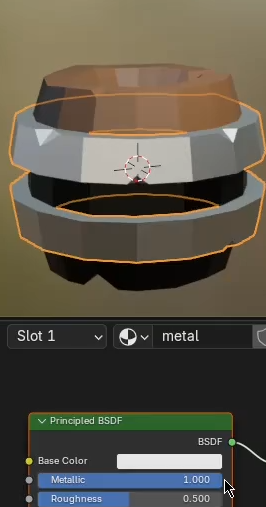 Slot 1 metal
Principled BSDF
BSDF
Base Color
Metallic 1.000
Roughness 0.500